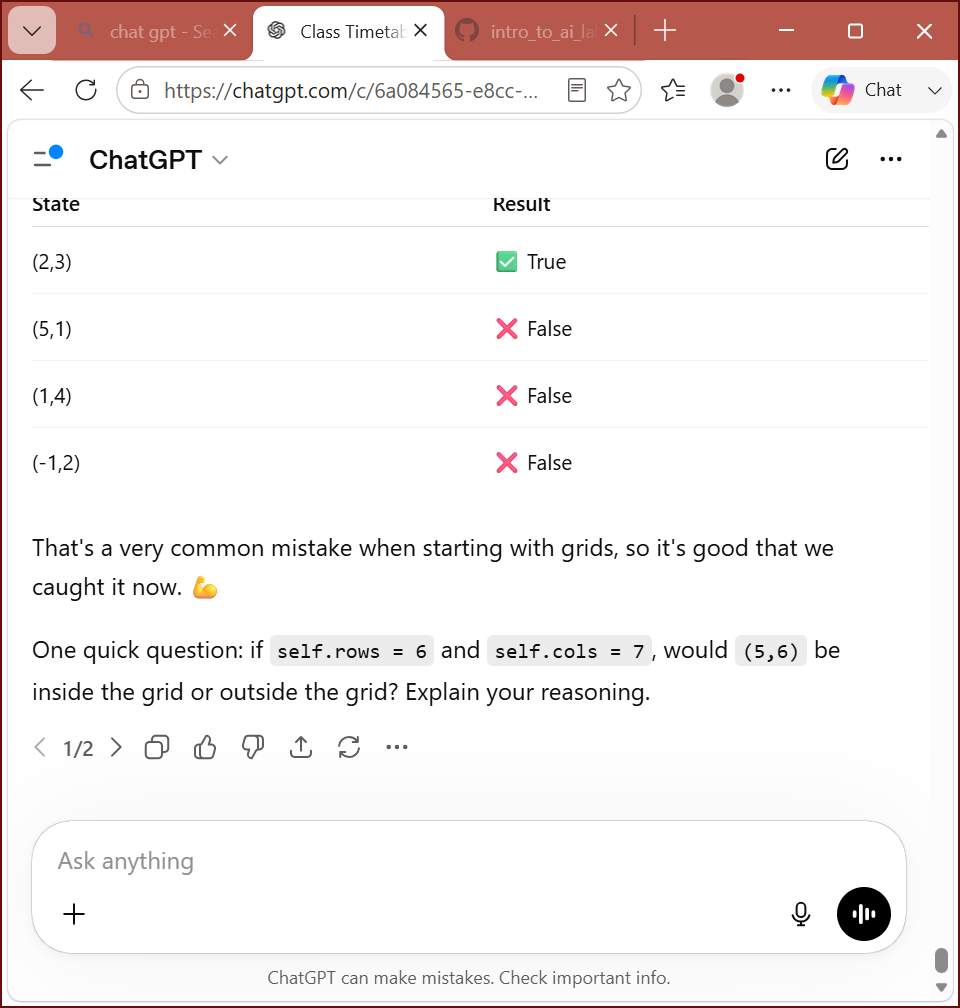 chat gpt - Se
Class Timetab
intro_to_ai_la
https://chatgpt.com/c/6a084565-e8cc-...
Chat
ChatGPT
State Result
(2,3) ✅ True
(5,1) ❌ False
(1,4) ❌ False
(-1,2) ❌ False
That's a very common mistake when starting with grids, so it's good that we
caught it now. 💪
One quick question: if self.rows = 6 and self.cols = 7, would (5,6) be
inside the grid or outside the grid? Explain your reasoning.
1/2
Ask anything
ChatGPT can make mistakes. Check important info.